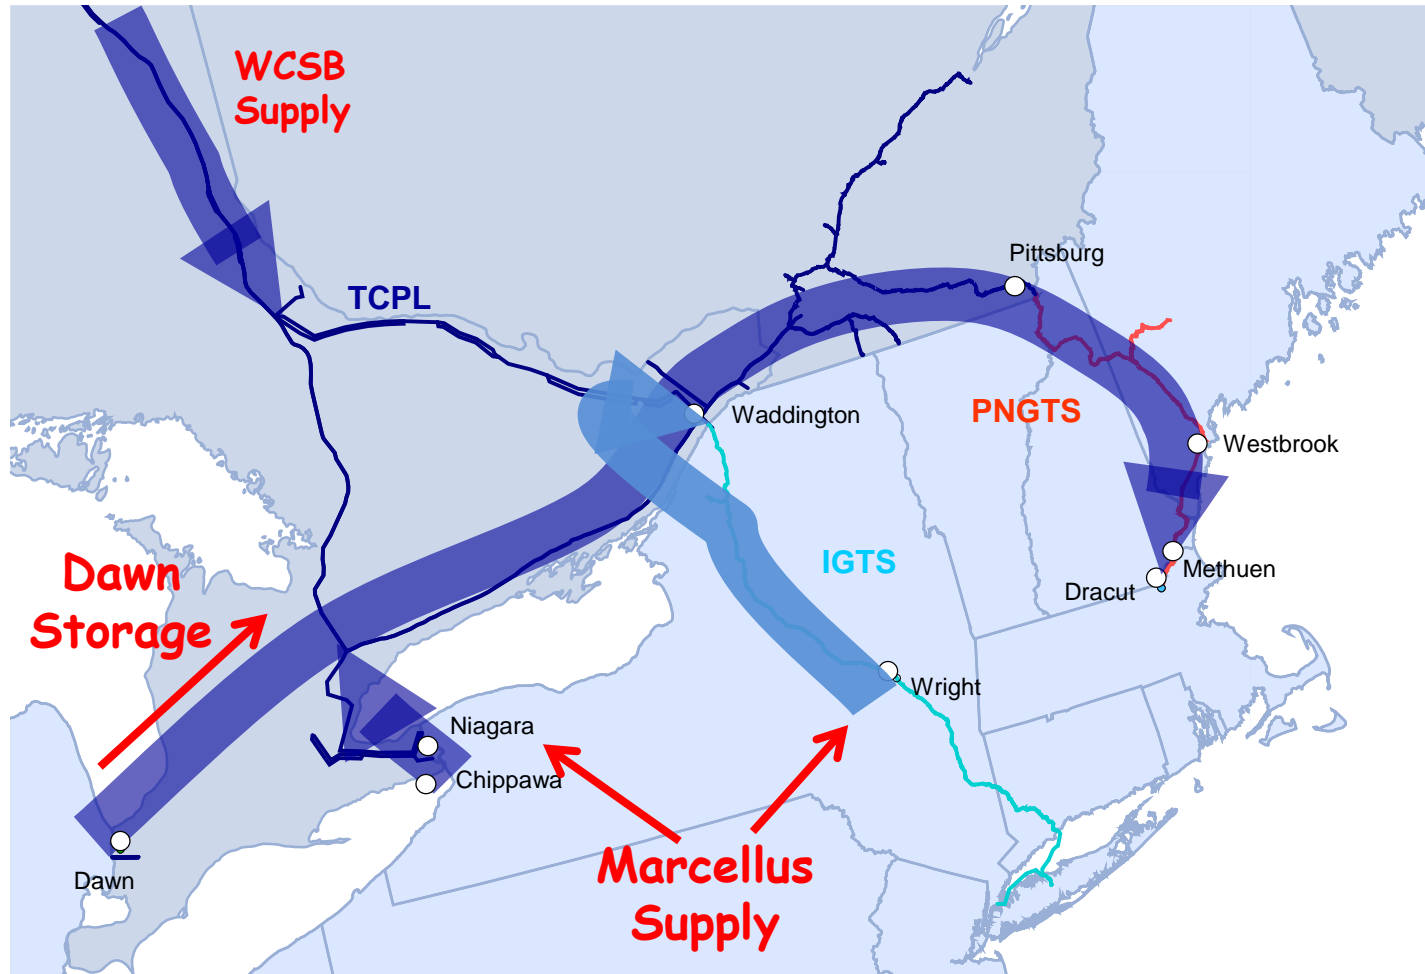 WCSB
Supply
Pittsburg
TCPL
Waddington
PNGTS
Westbrook
IGTS
Methuen
Dracut
Dawn
Storage
Wright
Niagara
Chippawa
Marcellus
Supply
Dawn